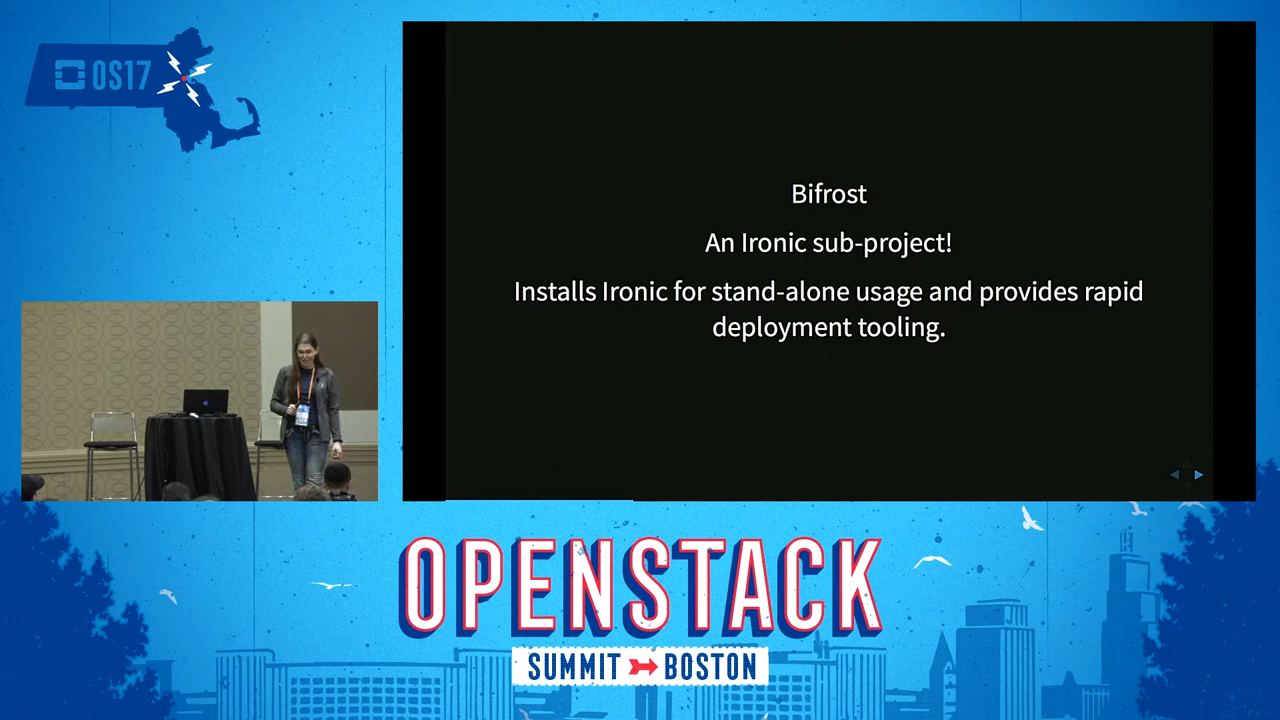 OS17
Bifrost
An Ironic sub-project!
Installs Ironic for stand-alone usage and provides rapid
deployment tooling.
OPENSTACK
SUMMIT BOSTON